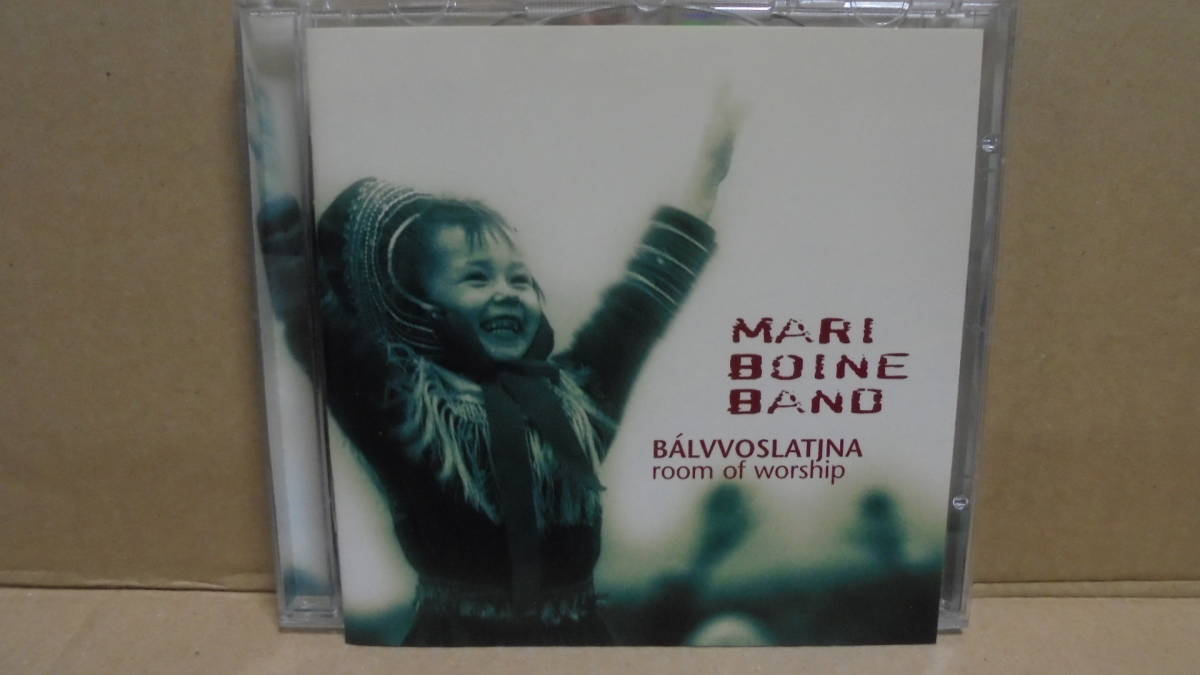 MARI
BOINE
BAND
BÁLVVOSLATJNA
room of worship